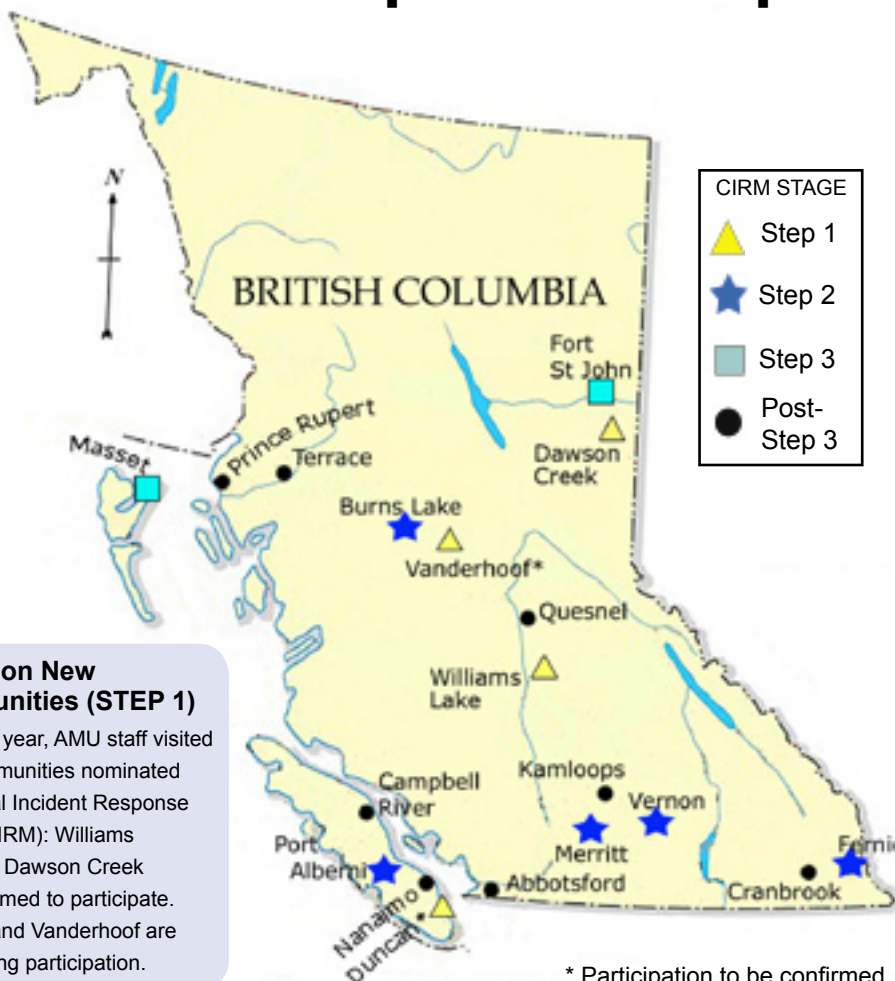 N
BRITISH COLUMBIA
CIRM STAGE
Step 1
Step 2
Step 3
Post-
Step 3
Fort
St John
Dawson
Creek
Masset
Prince Rupert
Terrace
Burns Lake
Vanderhoof*
Quesnel
Williams
Lake
Campbell
River
Kamloops
Vernon
Merritt
Port
Alberni
Nanaimo
Duncan*
Abbotsford
Cranbrook
Fernie
on New
unities (STEP 1)
year, AMU staff visited
munities nominated
al Incident Response
IRM): Williams
Dawson Creek
med to participate.
and Vanderhoof are
ng participation.
* Participation to be confirmed